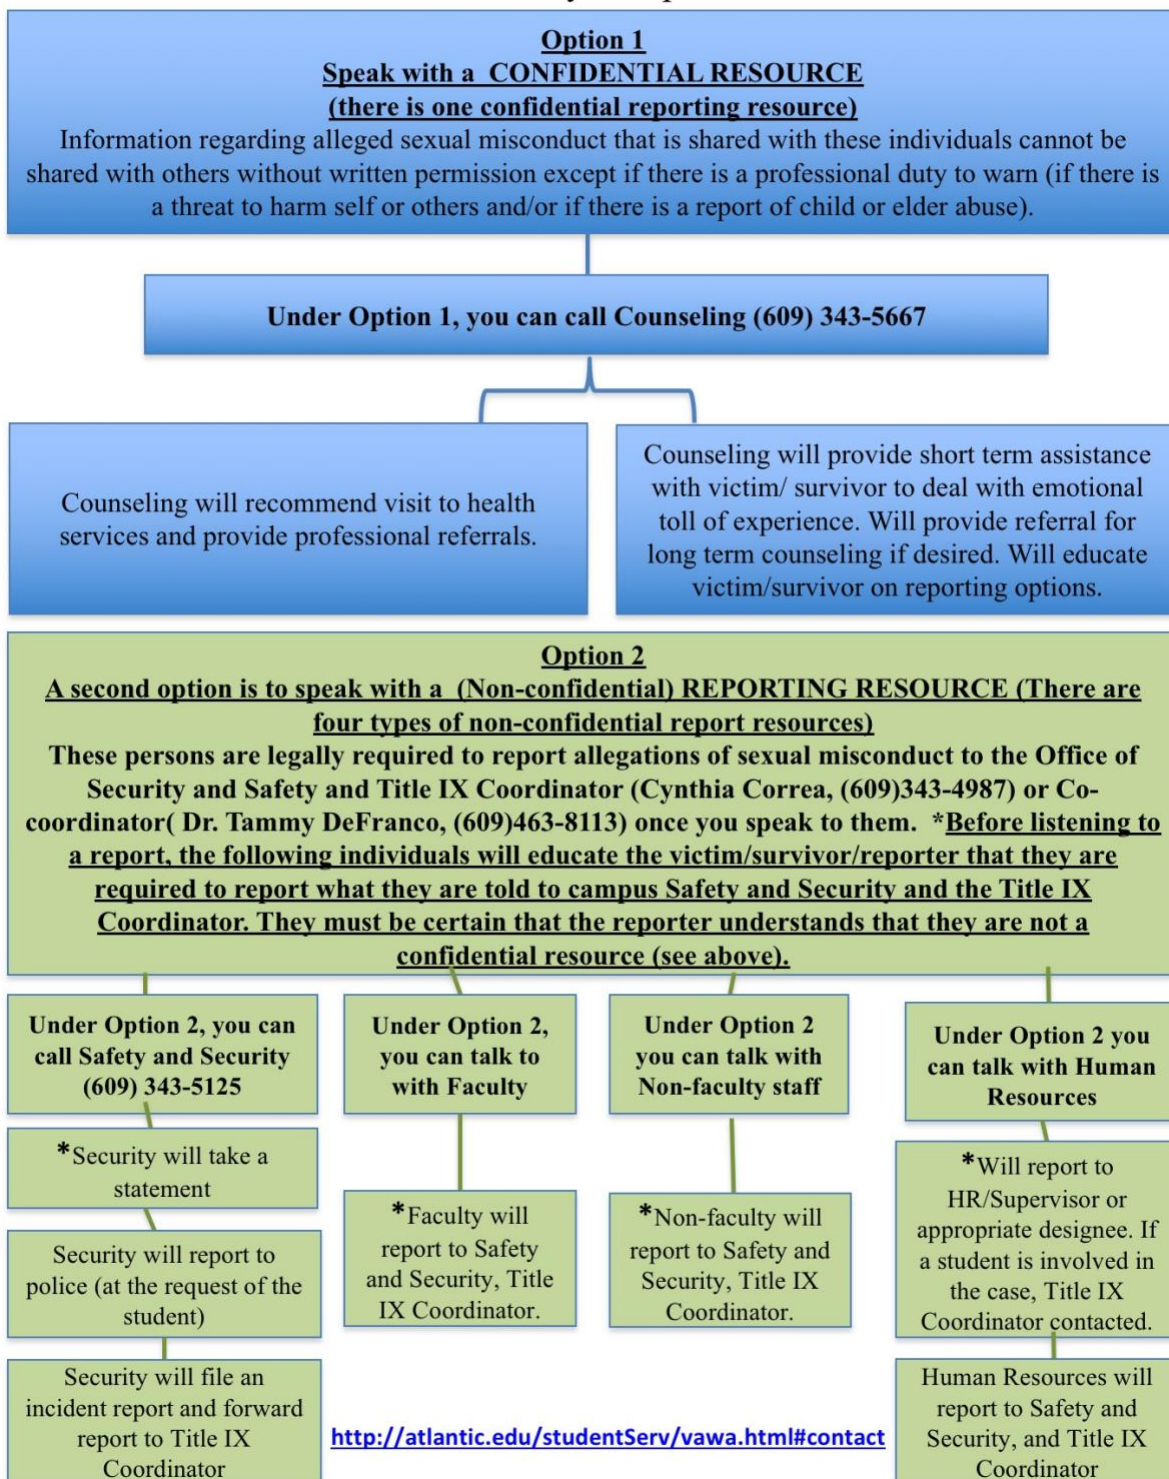 Option 1
Speak with a CONFIDENTIAL RESOURCE
(there is one confidential reporting resource)
Information regarding alleged sexual misconduct that is shared with these individuals cannot be
shared with others without written permission except if there is a professional duty to warn (if there is
a threat to harm self or others and/or if there is a report of child or elder abuse).
Under Option 1, you can call Counseling (609) 343-5667
Counseling will recommend visit to health
services and provide professional referrals.
Counseling will provide short term assistance
with victim/ survivor to deal with emotional
toll of experience. Will provide referral for
long term counseling if desired. Will educate
victim/survivor on reporting options.
Option 2
A second option is to speak with a (Non-confidential) REPORTING RESOURCE (There are
four types of non-confidential report resources)
These persons are legally required to report allegations of sexual misconduct to the Office of
Security and Safety and Title IX Coordinator (Cynthia Correa, (609)343-4987) or Co-
coordinator( Dr. Tammy DeFranco, (609)463-8113) once you speak to them. *Before listening to
a report, the following individuals will educate the victim/survivor/reporter that they are
required to report what they are told to campus Safety and Security and the Title IX
Coordinator. They must be certain that the reporter understands that they are not a
confidential resource (see above).
Under Option 2, you can
call Safety and Security
(609) 343-5125
*Security will take a
statement
Security will report to
police (at the request of the
student)
Security will file an
incident report and forward
report to Title IX
Coordinator
Under Option 2,
you can talk to
with Faculty
*Faculty will
report to Safety
and Security, Title
IX Coordinator.
Under Option 2
you can talk with
Non-faculty staff
*Non-faculty will
report to Safety and
Security, Title IX
Coordinator.
Under Option 2 you
can talk with Human
Resources
*Will report to
HR/Supervisor or
appropriate designee. If
a student is involved in
the case, Title IX
Coordinator contacted.
Human Resources will
report to Safety and
Security, and Title IX
Coordinator
http://atlantic.edu/studentServ/vawa.html#contact